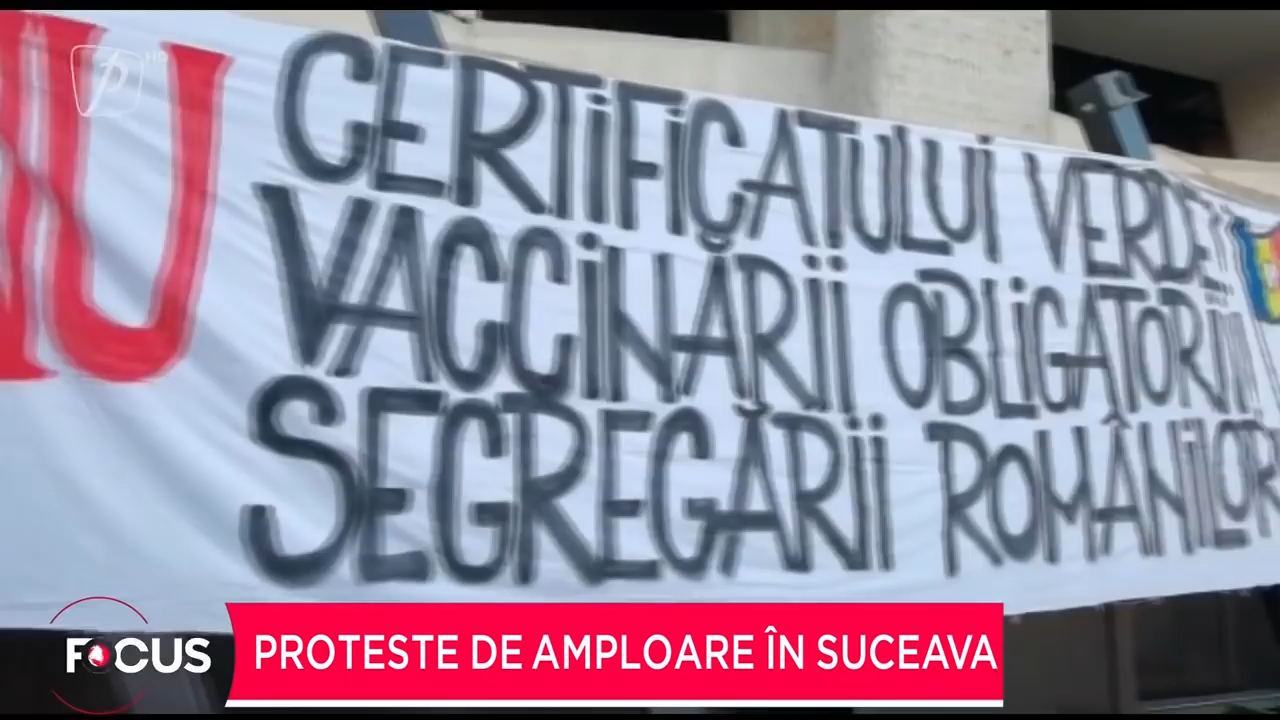 NU
CERTIFICATULUI VERDE!
VACCINĂRII OBLIGATORII!
SEGREGĂRII ROMÂNILOR
FOCUS
PROTESTE DE AMPLOARE ÎN SUCEAVA